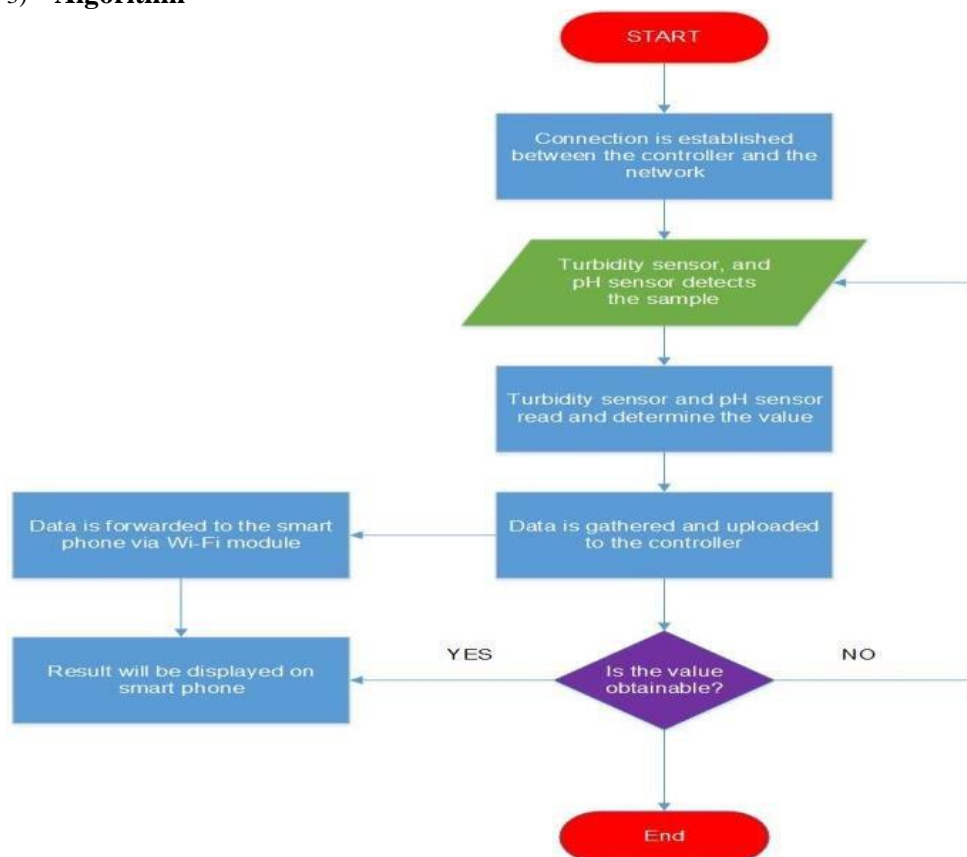 Algorithm
START
Connection is established
between the controller and the
network
Turbidity sensor, and
pH sensor detects
the sample
Turbidity sensor and pH sensor
read and determine the value
Data is forwarded to the smart
phone via Wi-Fi module
Data is gathered and uploaded
to the controller
Result will be displayed on
smart phone
YES
Is the value
obtainable?
NO
End